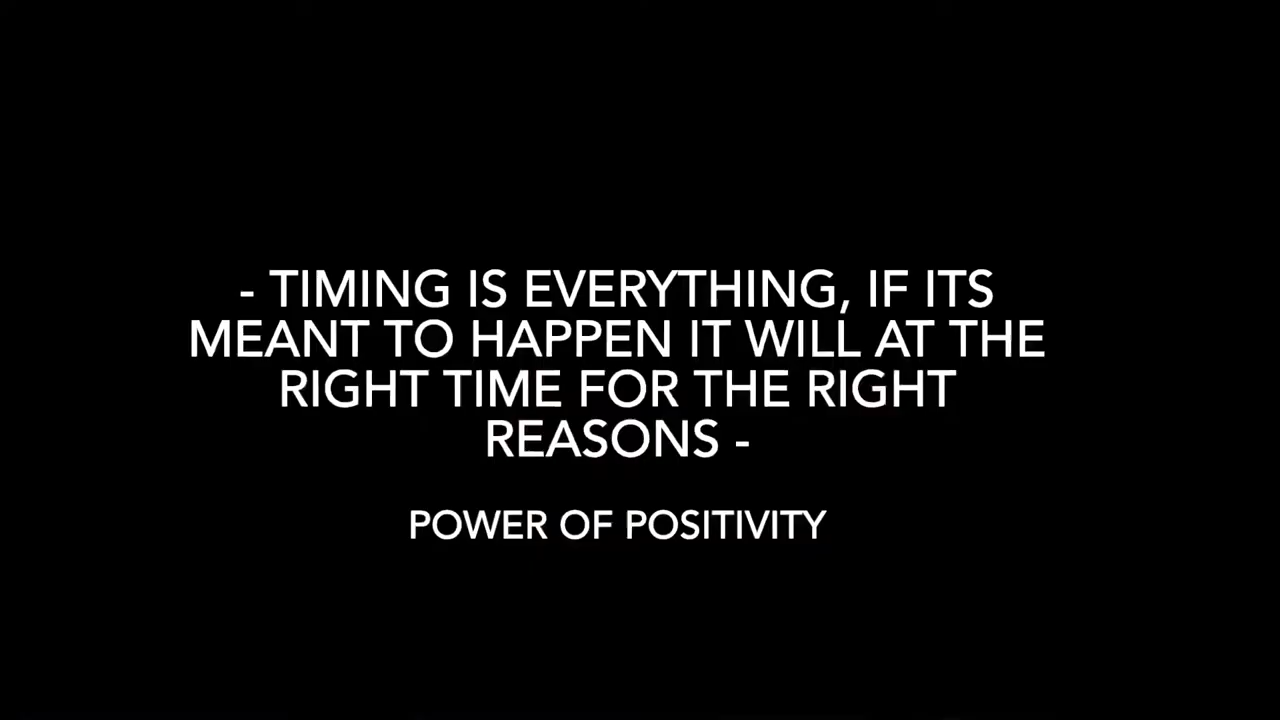 - TIMING IS EVERYTHING, IF ITS
MEANT TO HAPPEN IT WILL AT THE
RIGHT TIME FOR THE RIGHT
REASONS -
POWER OF POSITIVITY